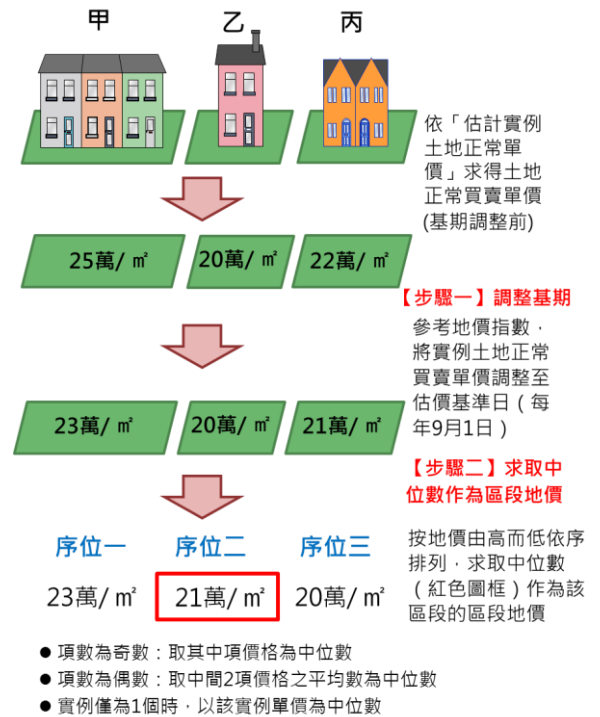 甲
乙
丙
依「估計實例
土地正常單
價」求得土地
正常買賣單價
(基期調整前)
25萬/ ㎡
20萬/ ㎡
22萬/ ㎡
【步驟一】調整基期
參考地價指數，
將實例土地正常
買賣單價調整至
估價基準日（每
年9月1日）
23萬/ ㎡
20萬/ ㎡
21萬/ ㎡
【步驟二】求取中
位數作為區段地價
序位一
序位二
序位三
23萬/ ㎡
21萬/ ㎡
20萬/ ㎡
按地價由高而低依序
排列，求取中位數
（紅色圖框）作為該
區段的區段地價
● 項數為奇數：取其中項價格為中位數
● 項數為偶數：取中間2項價格之平均數為中位數
● 實例僅為1個時，以該實例單價為中位數